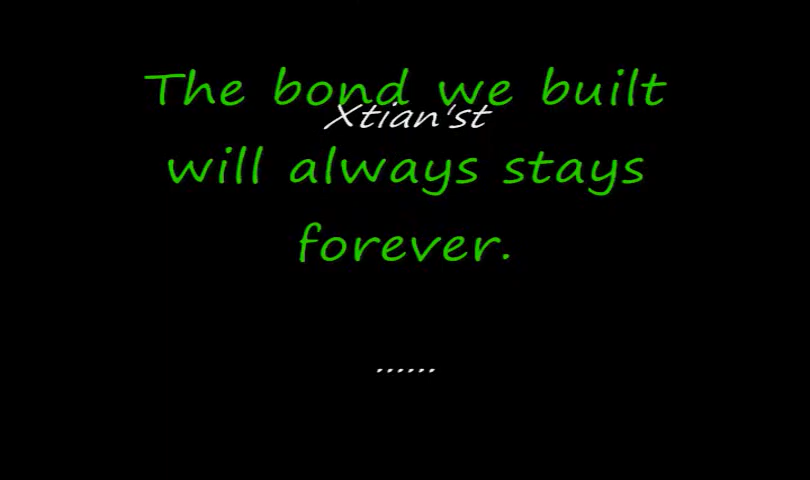 The bond we built
Xtian'st
will always stays
forever.
......